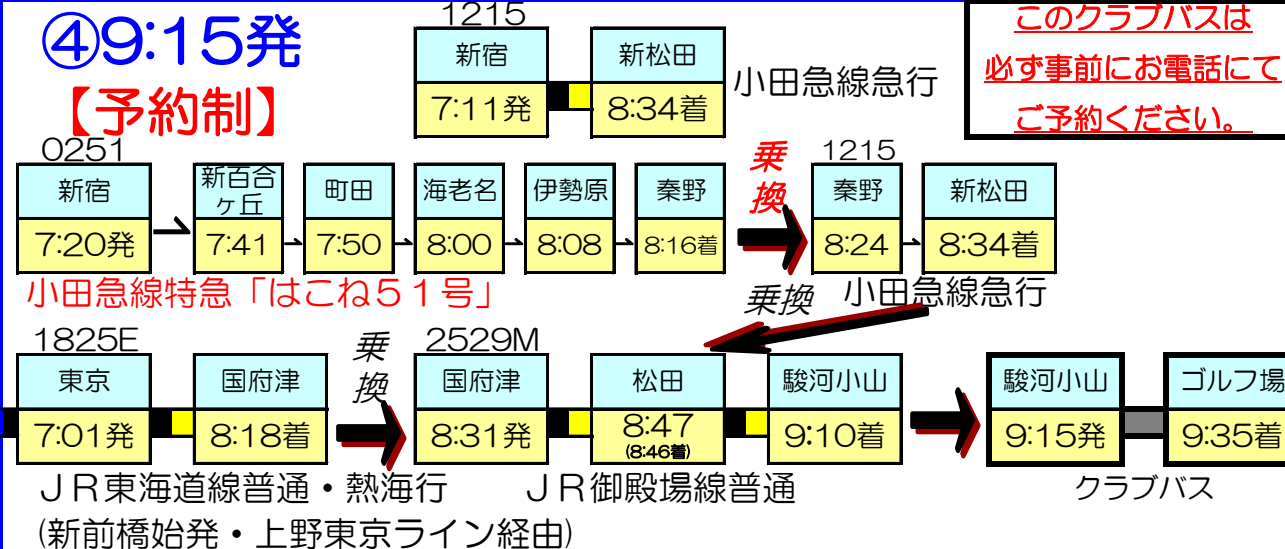 ④9:15発
【予約制】
1215
新宿 新松田
7:11発 8:34着
小田急線急行
このクラブバスは
必ず事前にお電話にて
ご予約ください。
0251
新宿 新百合ヶ丘 町田 海老名 伊勢原 秦野
7:20発 7:41 7:50 8:00 8:08 8:16着
小田急線特急「はこね51号」
乗換
1215
秦野 新松田
8:24 8:34着
小田急線急行
乗換
1825E
東京 国府津
7:01発 8:18着
JR東海道線普通・熱海行
(新前橋始発・上野東京ライン経由)
乗換
2529M
国府津 松田 駿河小山
8:31発 8:47 9:10着
(8:46着)
JR御殿場線普通
駿河小山 ゴルフ場
9:15発 9:35着
クラブバス